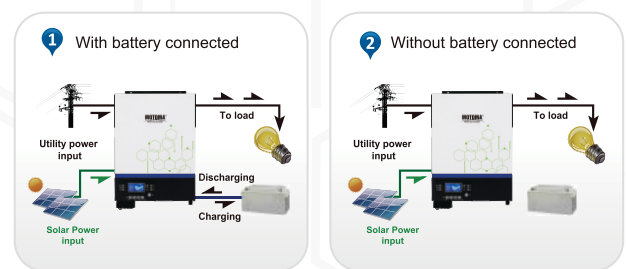 1 With battery connected
MOTOMA
To load
Utility power
input
Discharging
Charging
Solar Power
input
2 Without battery connected
MOTOMA
To load
Utility power
input
Solar Power
input